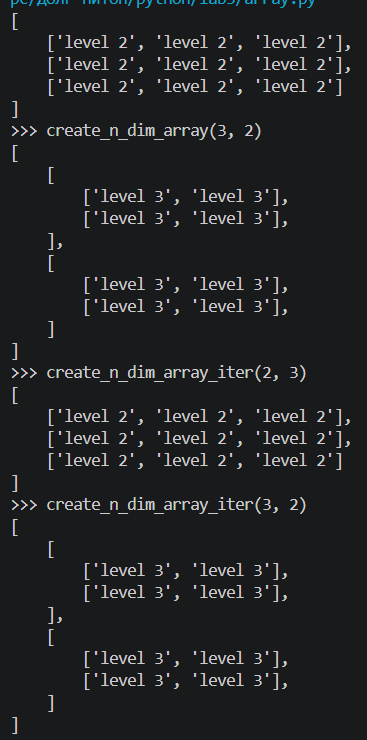 рс/долг питон/python/lab3/array.py
[
    ['level 2', 'level 2', 'level 2'],
    ['level 2', 'level 2', 'level 2'],
    ['level 2', 'level 2', 'level 2']
]
>>> create_n_dim_array(3, 2)
[
    [
        ['level 3', 'level 3'],
        ['level 3', 'level 3'],
    ],
    [
        ['level 3', 'level 3'],
        ['level 3', 'level 3'],
    ]
]
>>> create_n_dim_array_iter(2, 3)
[
    ['level 2', 'level 2', 'level 2'],
    ['level 2', 'level 2', 'level 2'],
    ['level 2', 'level 2', 'level 2']
]
>>> create_n_dim_array_iter(3, 2)
[
    [
        ['level 3', 'level 3'],
        ['level 3', 'level 3'],
    ],
    [
        ['level 3', 'level 3'],
        ['level 3', 'level 3'],
    ]
]